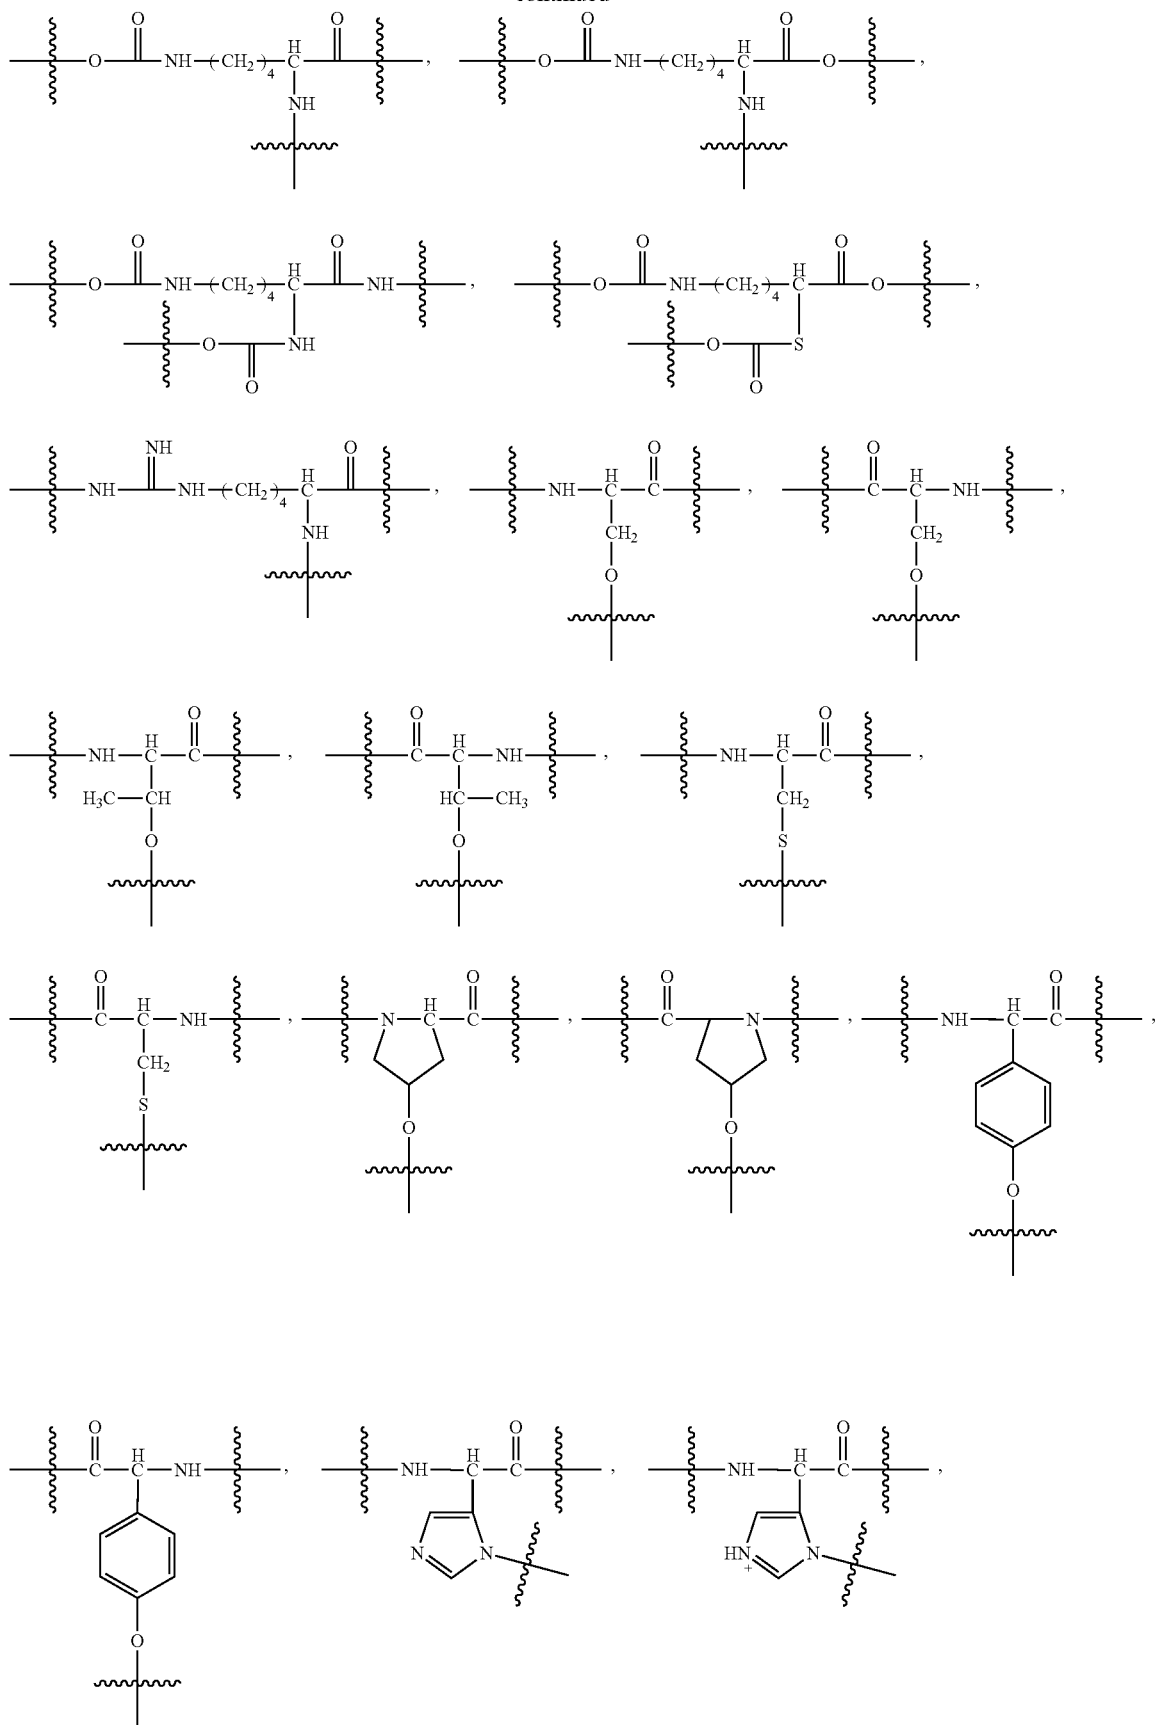 O O O O
O NH (CH2)4 H NH , O NH (CH2)4 H O NH ,
O O O O
O NH (CH2)4 H NH , O NH (CH2)4 H O ,
O NH O S
O O
NH O O O
NH NH (CH2)4 H , NH H C , C H NH ,
NH CH2 CH2
O O
O O O
NH H C , C H NH , NH H C ,
H3C CH HC CH3 CH2
O O S
O O O O
C H NH , N H C , C N , NH H C ,
CH2
S O O
O
O O O
C H NH , NH H C , NH H C ,
N N HN+ N
O